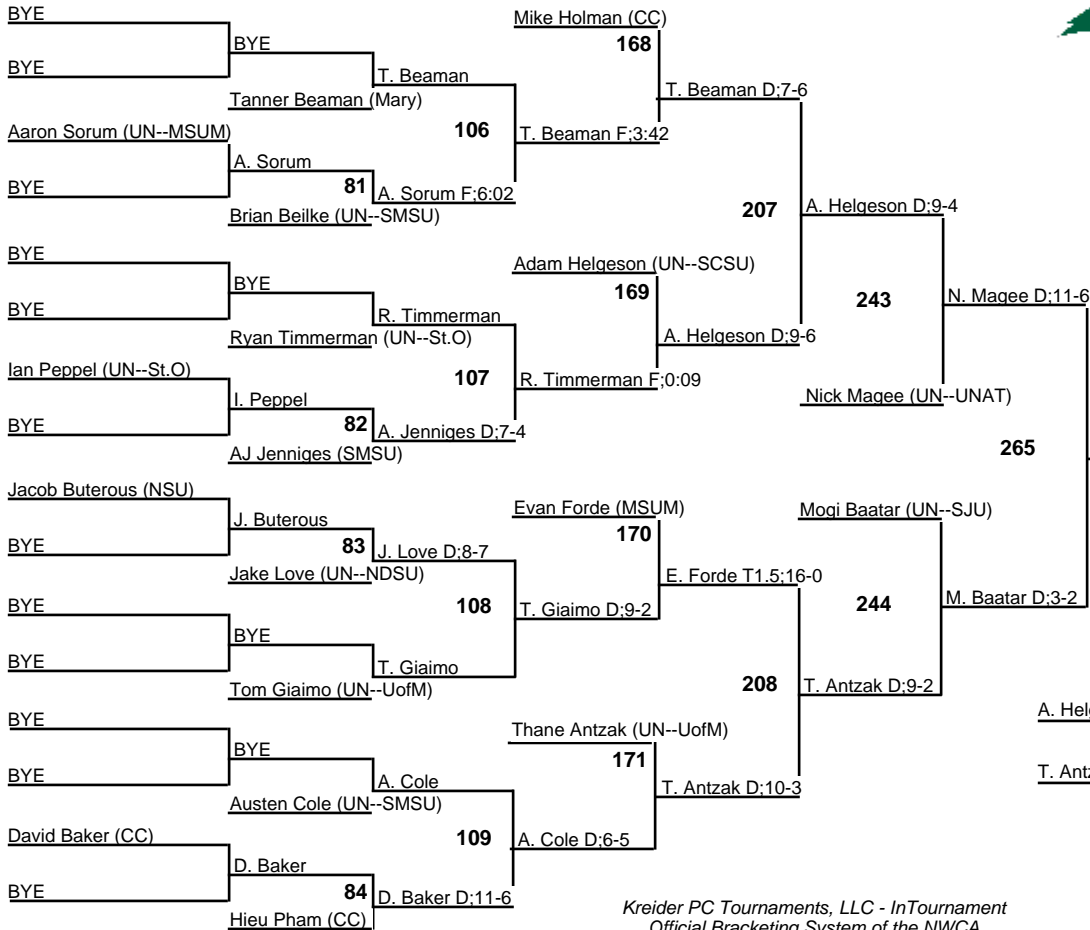 BYE
Mike Holman (CC)
BYE
168
BYE
T. Beaman
T. Beaman D;7-6
Tanner Beaman (Mary)
Aaron Sorum (UN--MSUM)
106
T. Beaman F;3:42
A. Sorum
BYE
81
A. Sorum F;6:02
Brian Beilke (UN--SMSU)
207
A. Helgeson D;9-4
BYE
Adam Helgeson (UN--SCSU)
BYE
169
243
N. Magee D;11-6
BYE
R. Timmerman
Ryan Timmerman (UN--St.O)
A. Helgeson D;9-6
Ian Peppel (UN--St.O)
107
R. Timmerman F;0:09
I. Peppel
Nick Magee (UN--UNAT)
BYE
82
A. Jenniges D;7-4
AJ Jenniges (SMSU)
265
Jacob Buterous (NSU)
Evan Forde (MSUM)
Mogi Baatar (UN--SJU)
J. Buterous
170
BYE
83
J. Love D;8-7
Jake Love (UN--NDSU)
E. Forde T1.5;16-0
BYE
108
T. Giaimo D;9-2
244
M. Baatar D;3-2
BYE
BYE
T. Giaimo
Tom Giaimo (UN--UofM)
208
T. Antzak D;9-2
BYE
Thane Antzak (UN--UofM)
A. Hel
BYE
171
BYE
A. Cole
T. Antzak D;10-3
T. Ant
Austen Cole (UN--SMSU)
David Baker (CC)
109
A. Cole D;6-5
D. Baker
BYE
84
D. Baker D;11-6
Hieu Pham (CC)
Kreider PC Tournaments, LLC - InTournament
Official Bracketing System of the NWCA